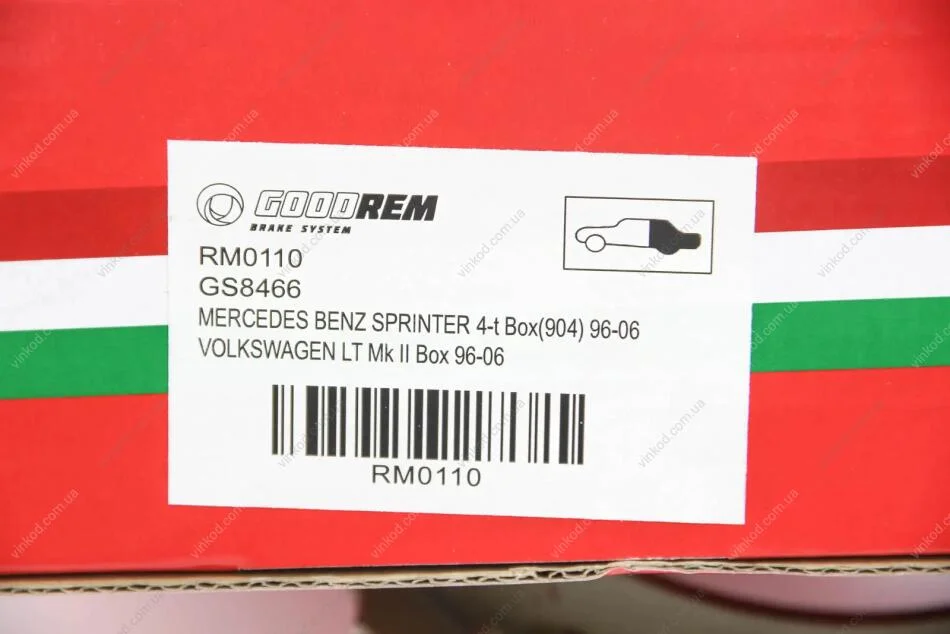 GOODREM
BRAKE SYSTEM
RM0110
GS8466
MERCEDES BENZ SPRINTER 4-t Box(904) 96-06
VOLKSWAGEN LT Mk II Box 96-06
RM0110
vinkod.com.ua